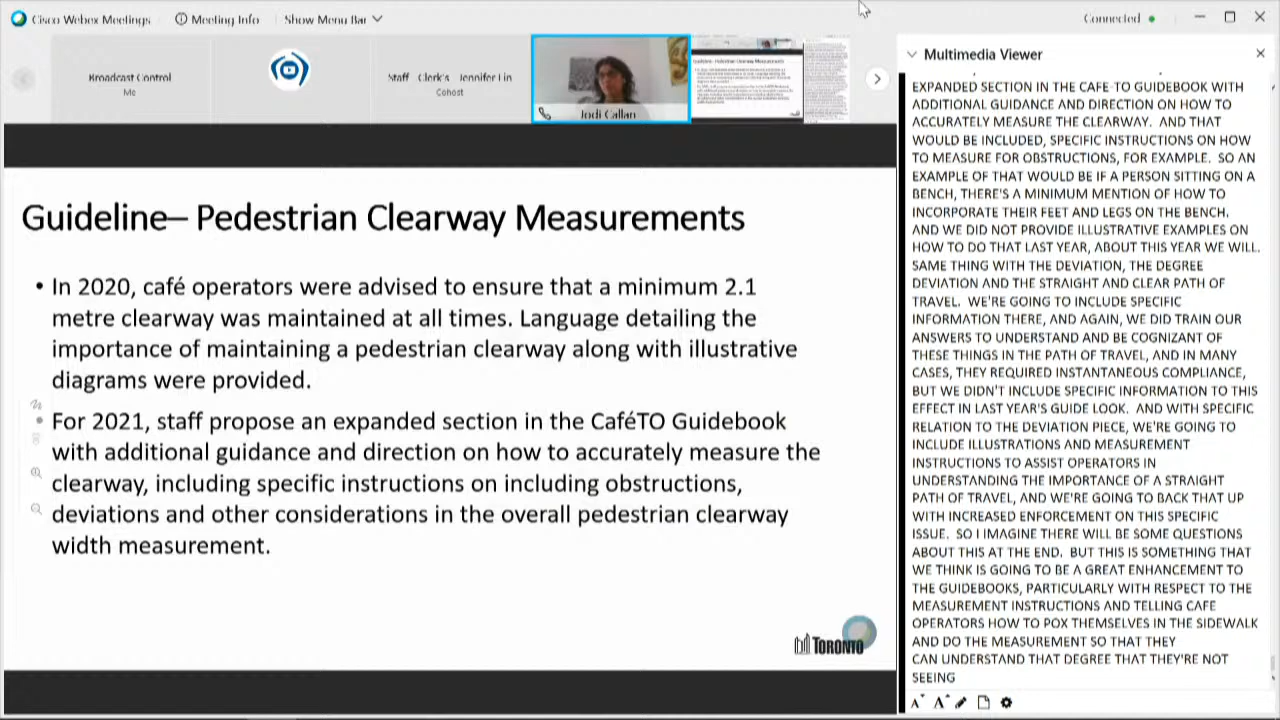 Cisco Webex Meetings
Meeting Info
Show Menu Bar
Connected
Cohost
Jodi Callan
Multimedia Viewer
Guideline– Pedestrian Clearway Measurements
• In 2020, café operators were advised to ensure that a minimum 2.1
metre clearway was maintained at all times. Language detailing the
importance of maintaining a pedestrian clearway along with illustrative
diagrams were provided.
For 2021, staff propose an expanded section in the CaféTO Guidebook
with additional guidance and direction on how to accurately measure the
clearway, including specific instructions on including obstructions,
deviations and other considerations in the overall pedestrian clearway
width measurement.
TORONTO
EXPANDED SECTION IF THE CAFE TO GUIDEBOOK WITH
ADDITIONAL GUIDANCE AND DIRECTION ON HOW TO
ACCURATELY MEASURE THE CLEARWAY. AND THAT
WOULD BE INCLUDED, SPECIFIC INSTRUCTIONS ON HOW
TO MEASURE FOR OBSTRUCTIONS, FOR EXAMPLE. SO AN
EXAMPLE OF THAT WOULD BE IF A PERSON SITTING ON A
BENCH, THERE'S A MINIMUM MENTION OF HOW TO
INCORPORATE THEIR FEET AND LEGS ON THE BENCH.
AND WE DID NOT PROVIDE ILLUSTRATIVE EXAMPLES ON
HOW TO DO THAT LAST YEAR, ABOUT THIS YEAR WE WILL.
SAME THING WITH THE DEVIATION, THE DEGREE
DEVIATION AND THE STRAIGHT AND CLEAR PATH OF
TRAVEL. WE'RE GOING TO INCLUDE SPECIFIC
INFORMATION THERE, AND AGAIN, WE DID TRAIN OUR
ANSWERS TO UNDERSTAND AND BE COGNIZANT OF
THESE THINGS IN THE PATH OF TRAVEL, AND IN MANY
CASES, THEY REQUIRED INSTANTANEOUS COMPLIANCE,
BUT WE DIDN'T INCLUDE SPECIFIC INFORMATION TO THIS
EFFECT IN LAST YEAR'S GUIDE LOOK. AND WITH SPECIFIC
RELATION TO THE DEVIATION PIECE, WE'RE GOING TO
INCLUDE ILLUSTRATIONS AND MEASUREMENT
INSTRUCTIONS TO ASSIST OPERATORS IN
UNDERSTANDING THE IMPORTANCE OF A STRAIGHT
PATH OF TRAVEL, AND WE'RE GOING TO BACK THAT UP
WITH INCREASED ENFORCEMENT ON THIS SPECIFIC
ISSUE. SO I IMAGINE THERE WILL BE SOME QUESTIONS
ABOUT THIS AT THE END. BUT THIS IS SOMETHING THAT
WE THINK IS GOING TO BE A GREAT ENHANCEMENT TO
THE GUIDEBOOKS, PARTICULARLY WITH RESPECT TO THE
MEASUREMENT INSTRUCTIONS AND TELLING CAFE
OPERATORS HOW TO POX THEMSELVES IN THE SIDEWALK
AND DO THE MEASUREMENT SO THAT THEY
CAN UNDERSTAND THAT DEGREE THAT THEY'RE NOT
SEEING